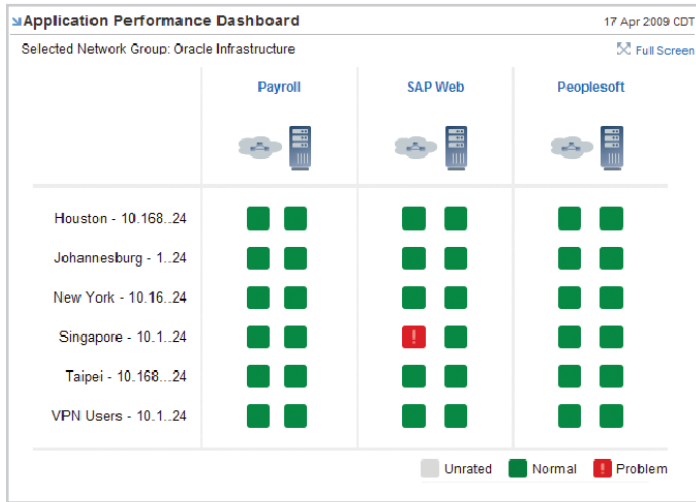 Application Performance Dashboard 17 Apr 2009 CDT
Selected Network Group: Oracle Infrastructure Full Screen
Payroll SAP Web Peoplesoft
Houston - 10.168..24
Johannesburg - 1..24
New York - 10.16..24
Singapore - 10.1..24
!
Taipei - 10.168...24
VPN Users - 10.1..24
Unrated Normal ! Problem